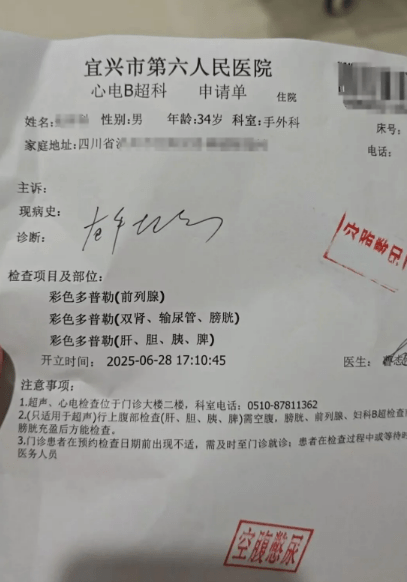 宜兴市第六人民医院
心电B超科 申请单 住院
姓名: 性别:男 年龄:34岁 科室:手外科
床号:
家庭地址:四川省
电话:
主诉:
现病史:
诊断:
检查项目及部位:
彩色多普勒(前列腺)
彩色多普勒(双肾、输尿管、膀胱)
彩色多普勒(肝、胆、胰、脾)
开立时间: 2025-06-28 17:10:45 医生:
注意事项:
1.超声、心电检查位于门诊大楼二楼，科室电话: 0510-87811362
2.(只适用于超声)行上腹部检查(肝、胆、胰、脾)需空腹，膀胱、前列腺、妇科B超检查
膀胱充盈后方能检查。
3.门诊患者在预约检查日期前出现不适，需及时至门诊就诊；患者在检查过程中或等待时
医务人员
空腹憋尿